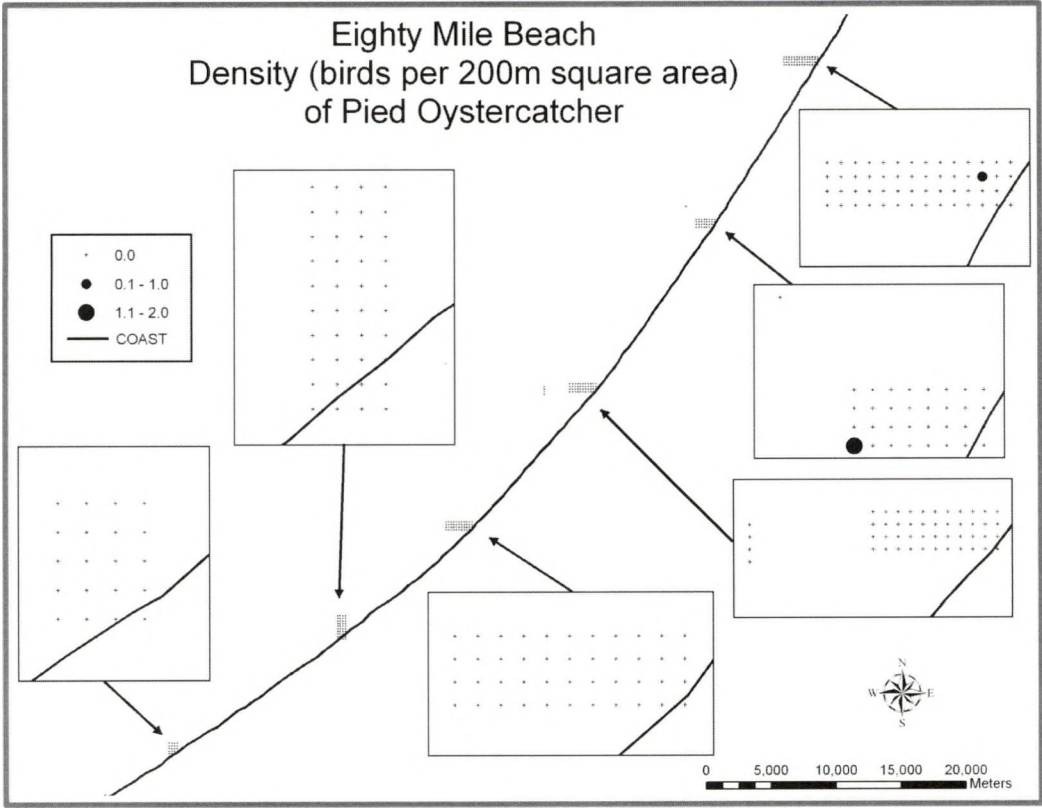 Eighty Mile Beach
Density (birds per 200m square area)
of Pied Oystercatcher
0.0
0.1 - 1.0
1.1 - 2.0
COAST
N
W E
S
0 5,000 10,000 15,000 20,000
Meters